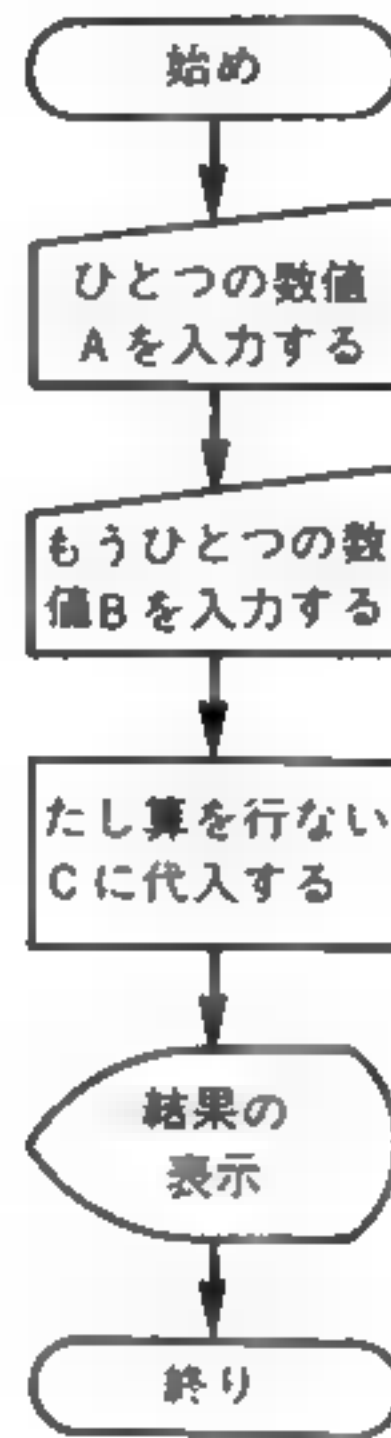 始め
ひとつの数値
Aを入力する
もうひとつの数
値Bを入力する
たし算を行ない
Cに代入する
結果の
表示
終り